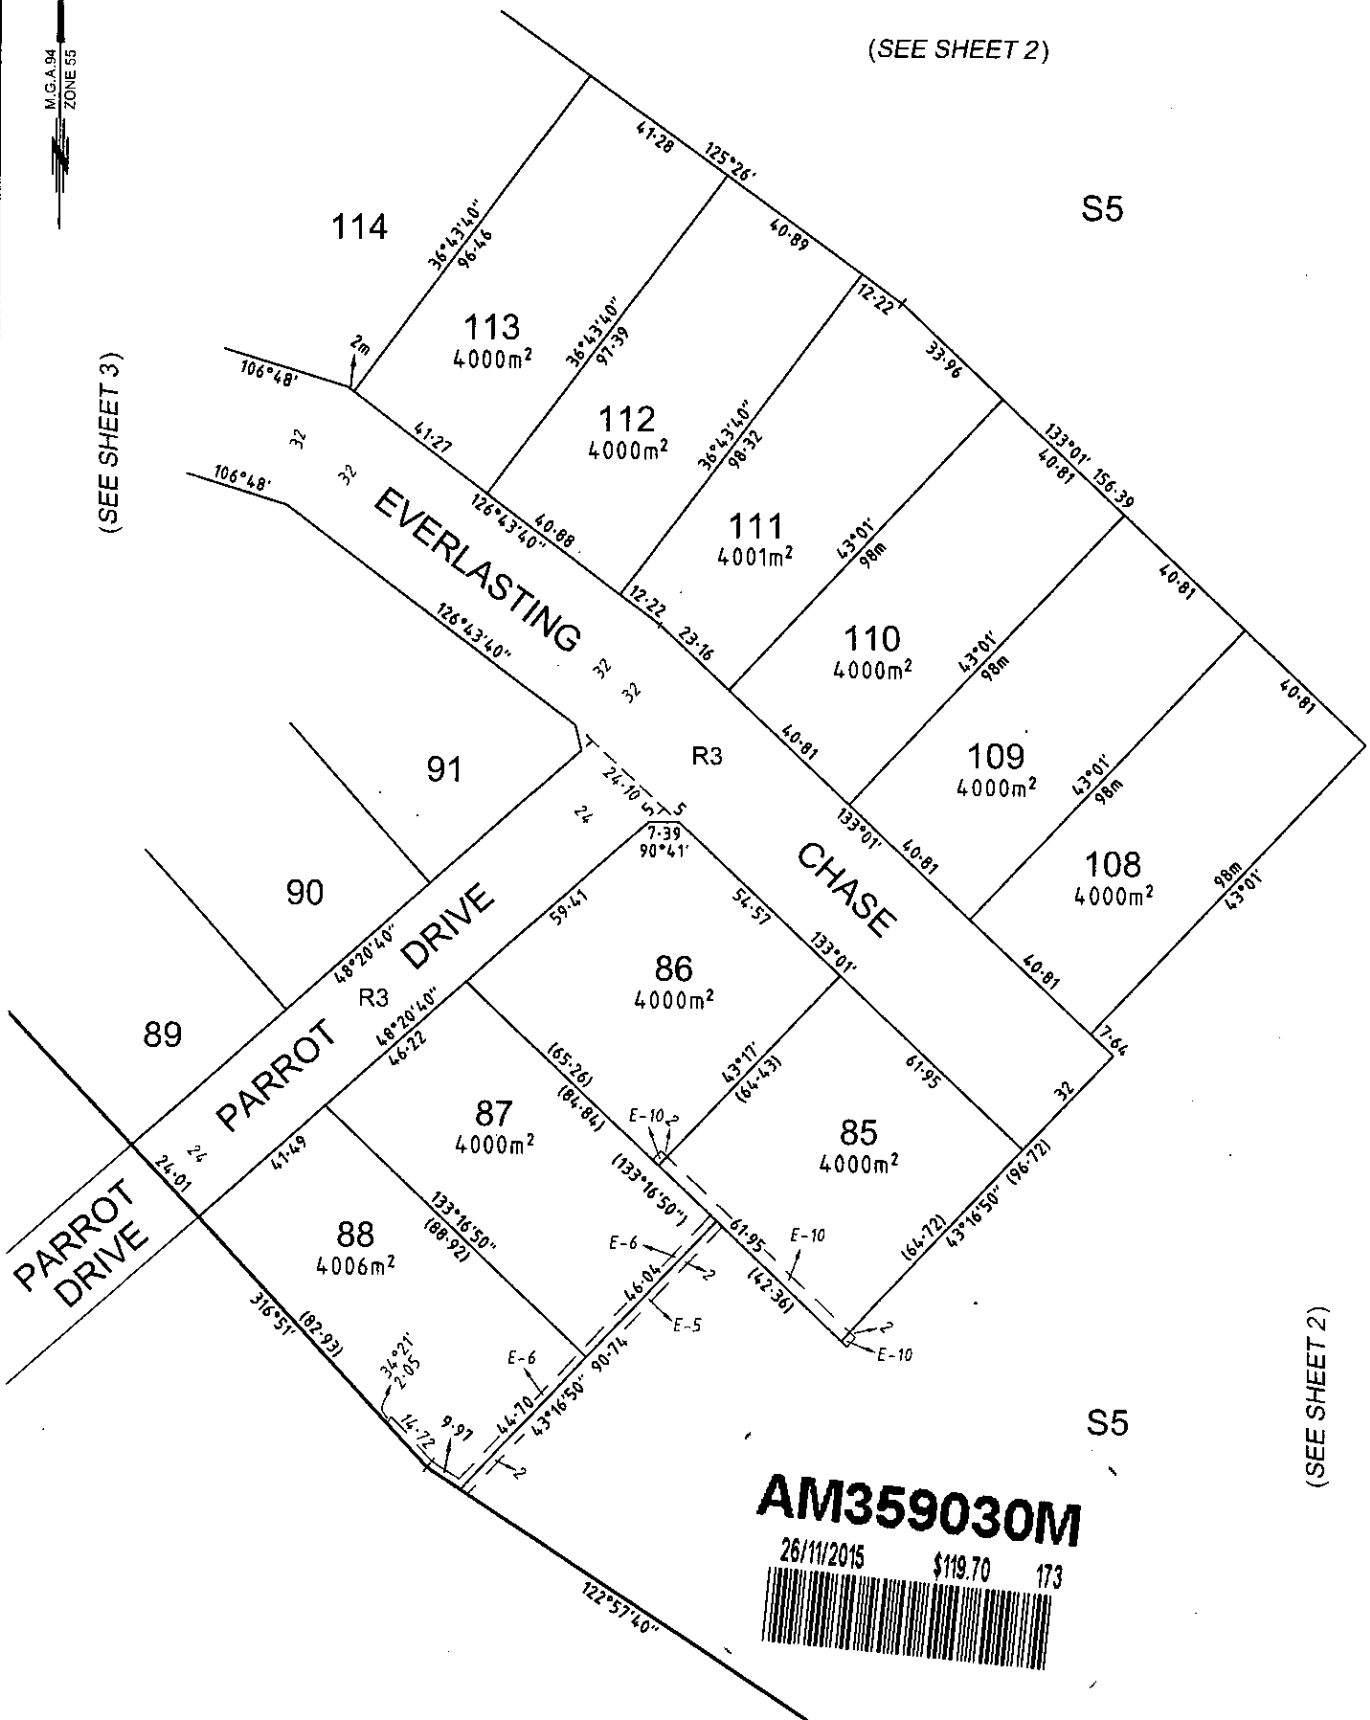 M.G.A.94
ZONE 55
(SEE SHEET 2)
S5
(SEE SHEET 3)
114
36°43'40"
96·46
41·28
125°26'
40·89
12·22
33·96
133°01'
156·39
40·81
40·81
40·81
113
4000m²
36°43'40"
97·39
112
4000m²
36°43'40"
98·32
111
4001m²
43°01'
98m
110
4000m²
43°01'
98m
109
4000m²
43°01'
98m
108
4000m²
98m
43°01'
2m
106°48'
32
32
106°48'
41·27
126°43'40"
40·88
12·22
23·16
40·81
133°01'
40·81
40·81
7·64
32
EVERLASTING
CHASE
126°43'40"
32
32
R3
91
90
89
24·10
5
5
24
7·39
90°41'
48°20'40"
PARROT DRIVE
R3
59·41
48°20'40"
46·22
41·49
24
24·01
PARROT
DRIVE
54·57
133°01'
61·95
86
4000m²
(65·26)
(84·84)
43°17'
(64·43)
E-10
2
87
4000m²
85
4000m²
(133°16'50")
61·95
(42·36)
E-10
2
E-10
(64·72)
43°16'50"
(96·72)
88
4006m²
133°16'50"
(88·92)
E-6
46·04
2
E-5
90·74
43°16'50"
E-6
44·70
2
316°51'
(82·93)
34°21'
2·05
14·72
9·97
122°57'40"
S5
(SEE SHEET 2)
AM359030M
26/11/2015 $119.70 173